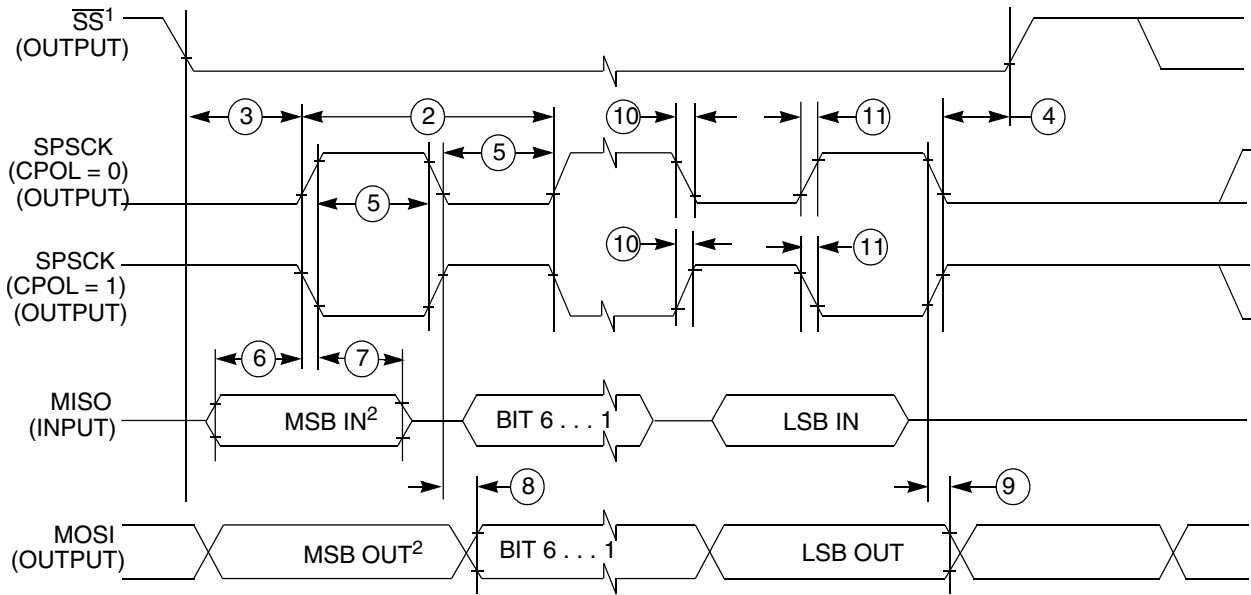 SS¹
(OUTPUT)
3
2
10
11
4
SPSCK
(CPOL = 0)
(OUTPUT)
5
5
10
11
SPSCK
(CPOL = 1)
(OUTPUT)
6
7
MISO
(INPUT)
MSB IN²
BIT 6 . . . 1
LSB IN
8
9
MOSI
(OUTPUT)
MSB OUT²
BIT 6 . . . 1
LSB OUT